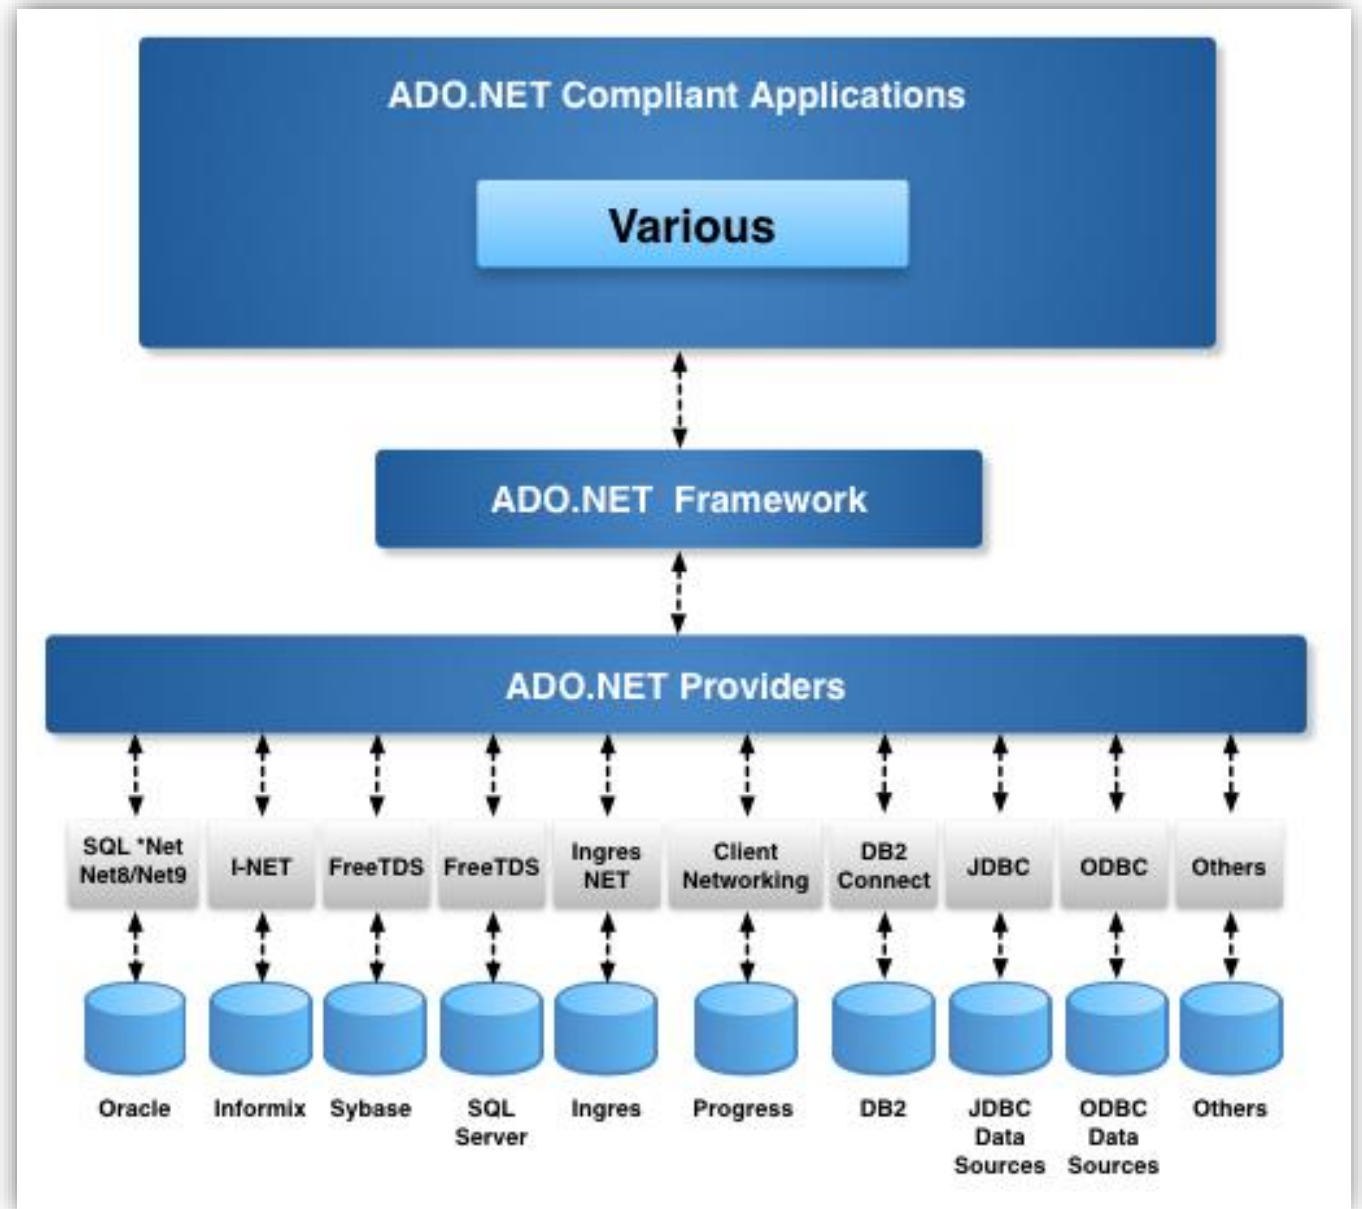 ADO.NET Compliant Applications
Various
ADO.NET Framework
ADO.NET Providers
SQL *Net
Net8/Net9
I-NET
FreeTDS
FreeTDS
Ingres
NET
Client
Networking
DB2
Connect
JDBC
ODBC
Others
Oracle
Informix
Sybase
SQL
Server
Ingres
Progress
DB2
JDBC
Data
Sources
ODBC
Data
Sources
Others